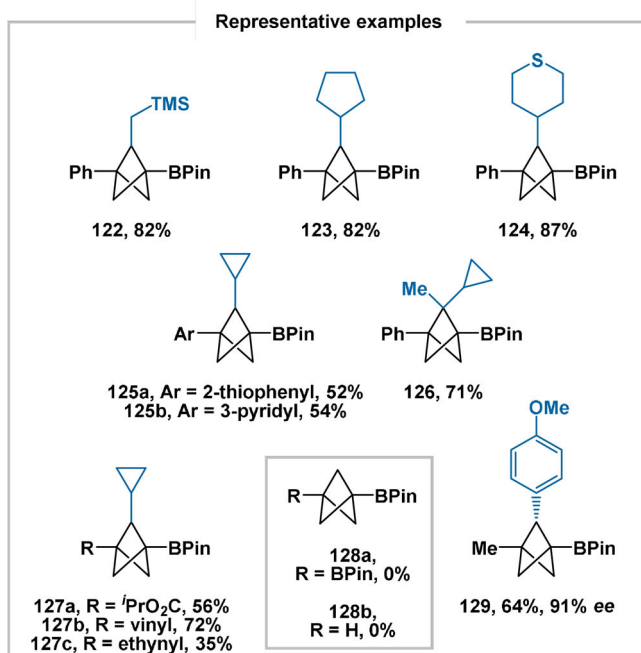 Representative examples
TMS
Ph
BPin
122, 82%
Ph
BPin
123, 82%
S
Ph
BPin
124, 87%
Ar
BPin
125a, Ar = 2-thiophenyl, 52%
125b, Ar = 3-pyridyl, 54%
Me
Ph
BPin
126, 71%
R
BPin
127a, R = iPrO2C, 56%
127b, R = vinyl, 72%
127c, R = ethynyl, 35%
R
BPin
128a,
R = BPin, 0%
128b,
R = H, 0%
OMe
Me
BPin
129, 64%, 91% ee